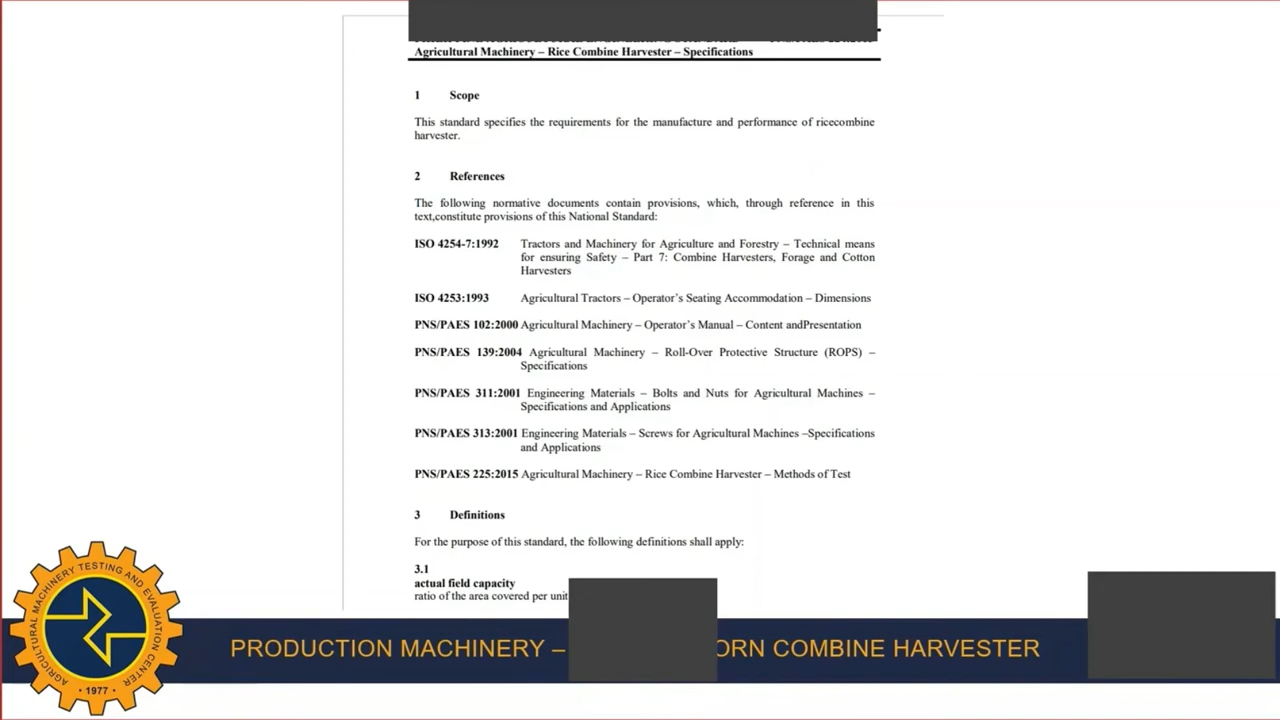 Agricultural Machinery – Rice Combine Harvester – Specifications
1 Scope
This standard specifies the requirements for the manufacture and performance of ricecombine
harvester.
2 References
The following normative documents contain provisions, which, through reference in this
text,constitute provisions of this National Standard:
ISO 4254-7:1992 Tractors and Machinery for Agriculture and Forestry – Technical means
for ensuring Safety – Part 7: Combine Harvesters, Forage and Cotton
Harvesters
ISO 4253:1993 Agricultural Tractors – Operator's Seating Accommodation – Dimensions
PNS/PAES 102:2000 Agricultural Machinery – Operator's Manual – Content andPresentation
PNS/PAES 139:2004 Agricultural Machinery – Roll-Over Protective Structure (ROPS) –
Specifications
PNS/PAES 311:2001 Engineering Materials – Bolts and Nuts for Agricultural Machines –
Specifications and Applications
PNS/PAES 313:2001 Engineering Materials – Screws for Agricultural Machines –Specifications
and Applications
PNS/PAES 225:2015 Agricultural Machinery – Rice Combine Harvester – Methods of Test
3 Definitions
For the purpose of this standard, the following definitions shall apply:
3.1
actual field capacity
ratio of the area covered per unit
AGRICULTURAL MACHINERY TESTING AND EVALUATION CENTER
• 1977 •
PRODUCTION MACHINERY – ORN COMBINE HARVESTER